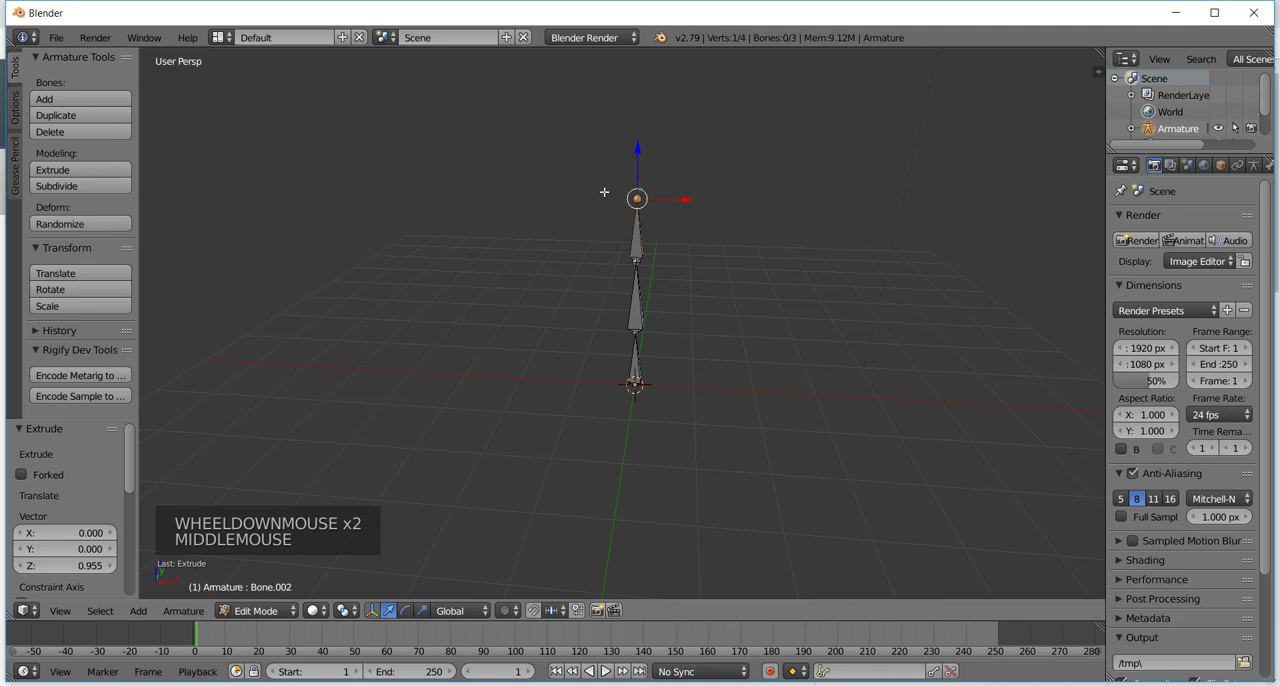 Blender
File Render Window Help Default Scene Blender Render v2.79 | Verts:1/4 | Bones:0/3 | Mem:9.12M | Armature
Tools
Options
Grease Pencil
Armature Tools
Bones:
Add
Duplicate
Delete
Modeling:
Extrude
Subdivide
Deform:
Randomize
Transform
Translate
Rotate
Scale
History
Rigify Dev Tools
Encode Metarig to ...
Encode Sample to ...
Extrude
Extrude
Forked
Translate
Vector
X: 0.000
Y: 0.000
Z: 0.955
Constraint Axis
User Persp
WHEELDOWNMOUSE x2
MIDDLEMOUSE
Last: Extrude
y
(1) Armature : Bone.002
View Select Add Armature Edit Mode Global
-50 -40 -30 -20 -10 0 10 20 30 40 50 60 70 80 90 100 110 120 130 140 150 160 170 180 190 200 210 220 230 240 250 260 270 280
View Marker Frame Playback Start: 1 End: 250 1 No Sync
View Search All Scene
Scene
RenderLaye
World
Armature
Scene
Render
Render Animat Audio
Display: Image Editor
Dimensions
Render Presets
Resolution: Frame Range:
: 1920 px Start F: 1
: 1080 px End :250
50% Frame: 1
Aspect Ratio: Frame Rate:
X: 1.000 24 fps
Y: 1.000 Time Rema...
B C 1 1
Anti-Aliasing
5 8 11 16 Mitchell-N
Full Sampl 1.000 px
Sampled Motion Blur
Shading
Performance
Post Processing
Metadata
Output
/tmp\